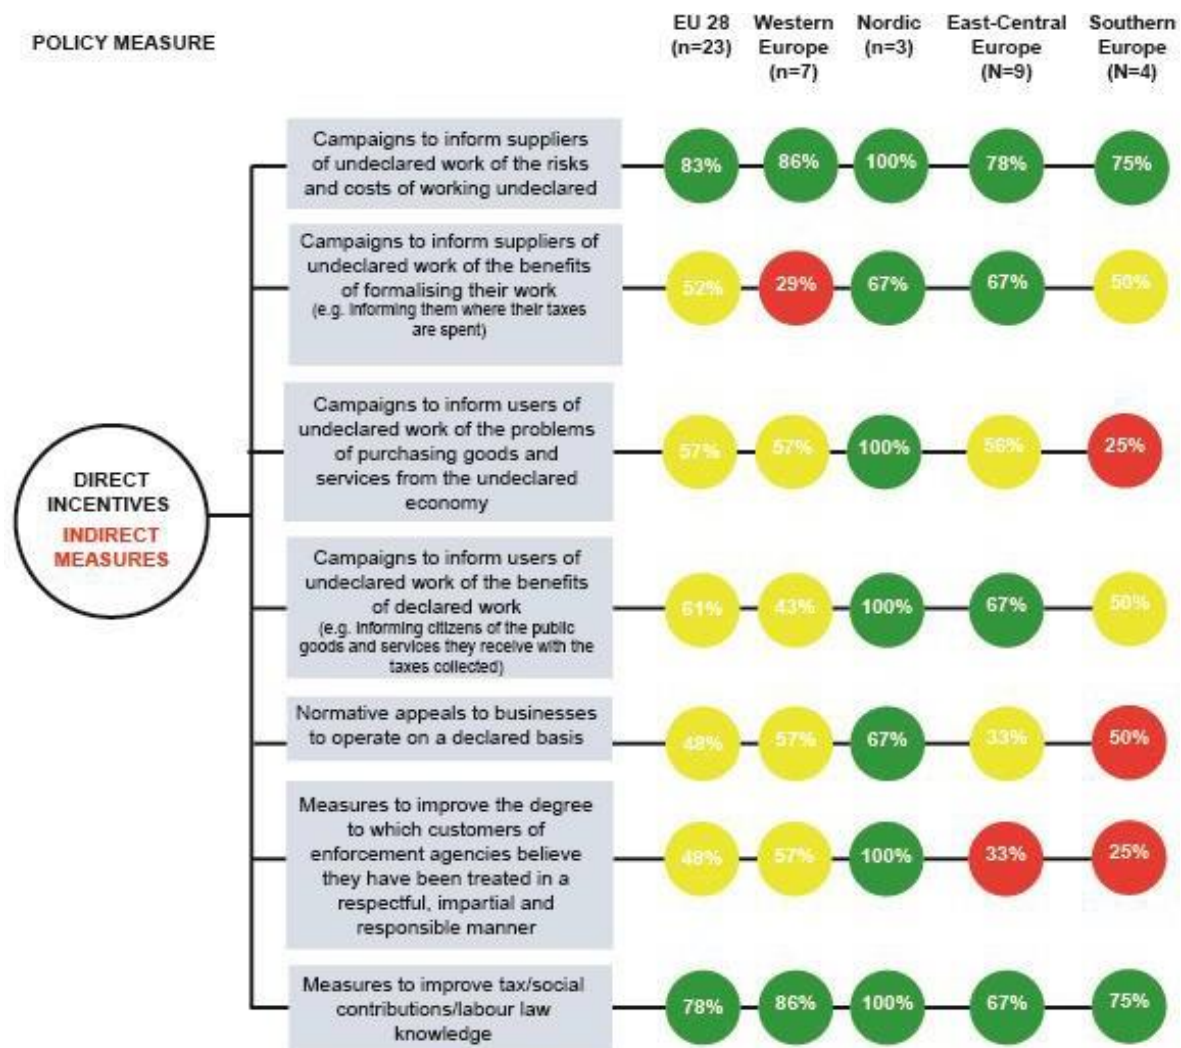 POLICY MEASURE
EU 28
(n=23)
Western
Europe
(n=7)
Nordic
(n=3)
East-Central
Europe
(N=9)
Southern
Europe
(N=4)
DIRECT
INCENTIVES
INDIRECT
MEASURES
Campaigns to inform suppliers
of undeclared work of the risks
and costs of working undeclared
83%
86%
100%
78%
75%
Campaigns to inform suppliers of
undeclared work of the benefits
of formalising their work
(e.g. informing them where their taxes
are spent)
52%
29%
67%
67%
50%
Campaigns to inform users of
undeclared work of the problems
of purchasing goods and
services from the undeclared
economy
57%
57%
100%
56%
25%
Campaigns to inform users of
undeclared work of the benefits
of declared work
(e.g. informing citizens of the public
goods and services they receive with the
taxes collected)
61%
43%
100%
67%
50%
Normative appeals to businesses
to operate on a declared basis
48%
57%
67%
33%
50%
Measures to improve the degree
to which customers of
enforcement agencies believe
they have been treated in a
respectful, impartial and
responsible manner
48%
57%
100%
33%
25%
Measures to improve tax/social
contributions/labour law
knowledge
78%
86%
100%
67%
75%